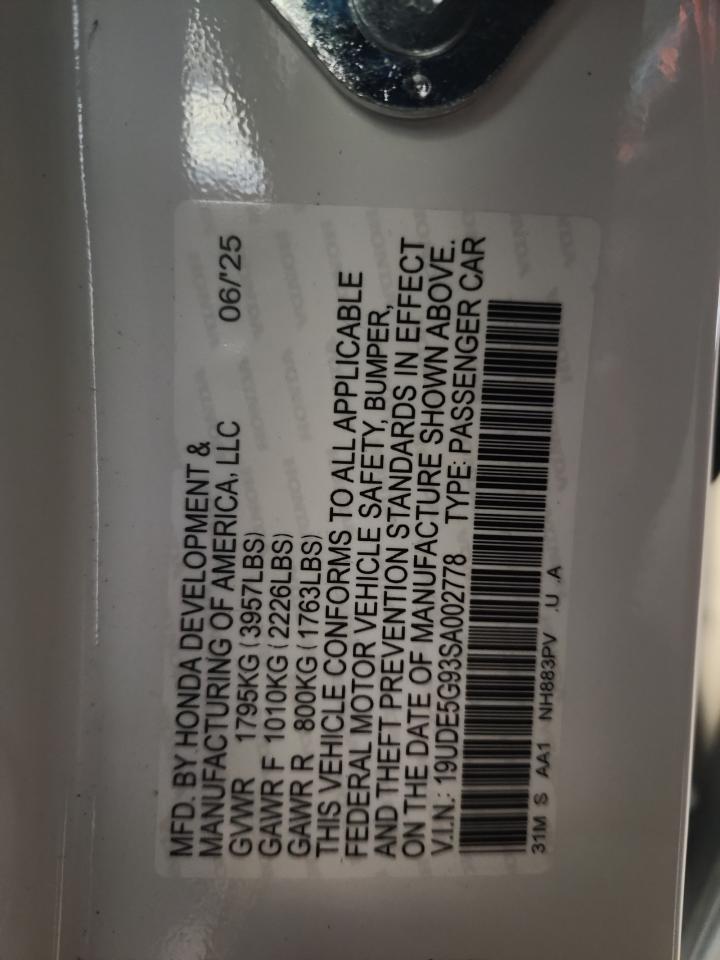 MFD. BY HONDA DEVELOPMENT &
MANUFACTURING OF AMERICA, LLC 06/'25
GVWR 1795KG (3957LBS)
GAWR F 1010KG (2226LBS)
GAWR R 800KG (1763LBS)
THIS VEHICLE CONFORMS TO ALL APPLICABLE
FEDERAL MOTOR VEHICLE SAFETY, BUMPER,
AND THEFT PREVENTION STANDARDS IN EFFECT
ON THE DATE OF MANUFACTURE SHOWN ABOVE.
V.I.N.: 19UDE5G93SA002778 TYPE: PASSENGER CAR
31M S AA1 NH883PV .U .A